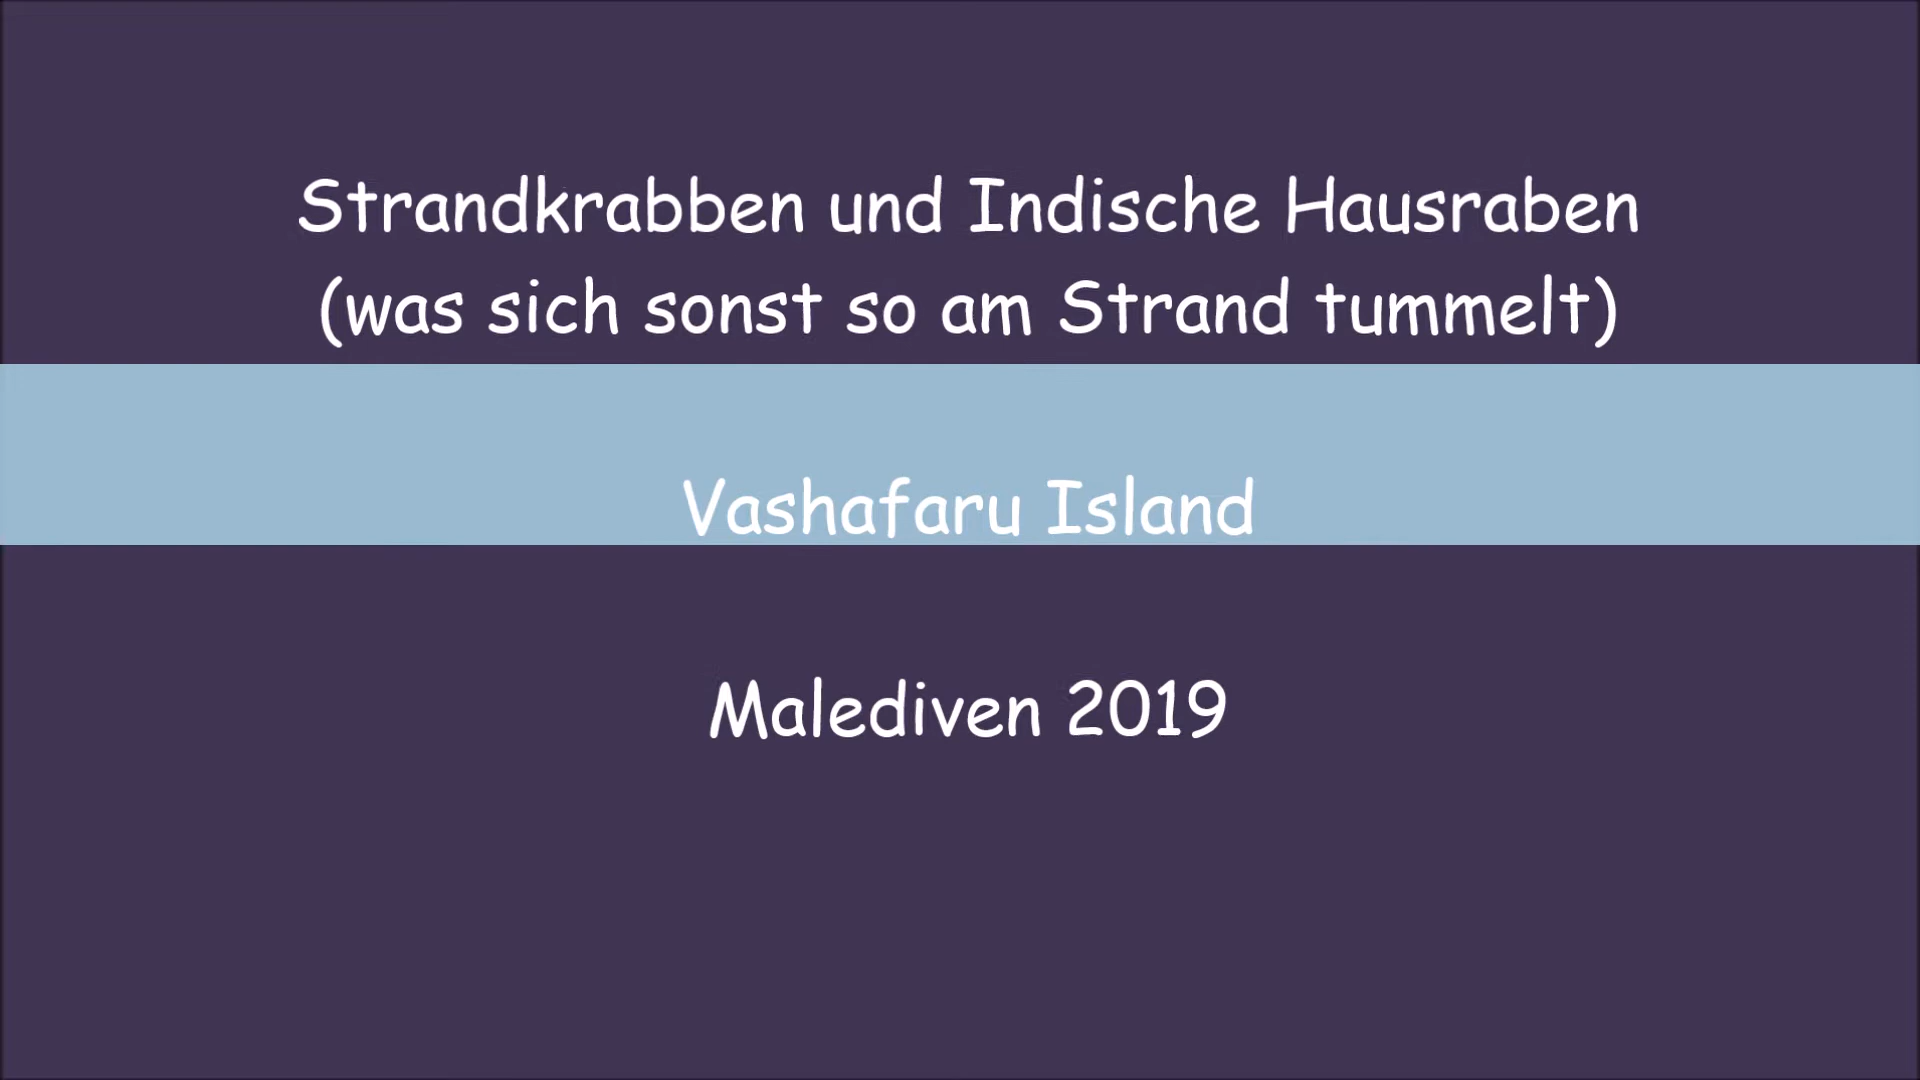 Strandkrabben und Indische Hausraben
(was sich sonst so am Strand tummelt)
Vashafaru Island
Malediven 2019